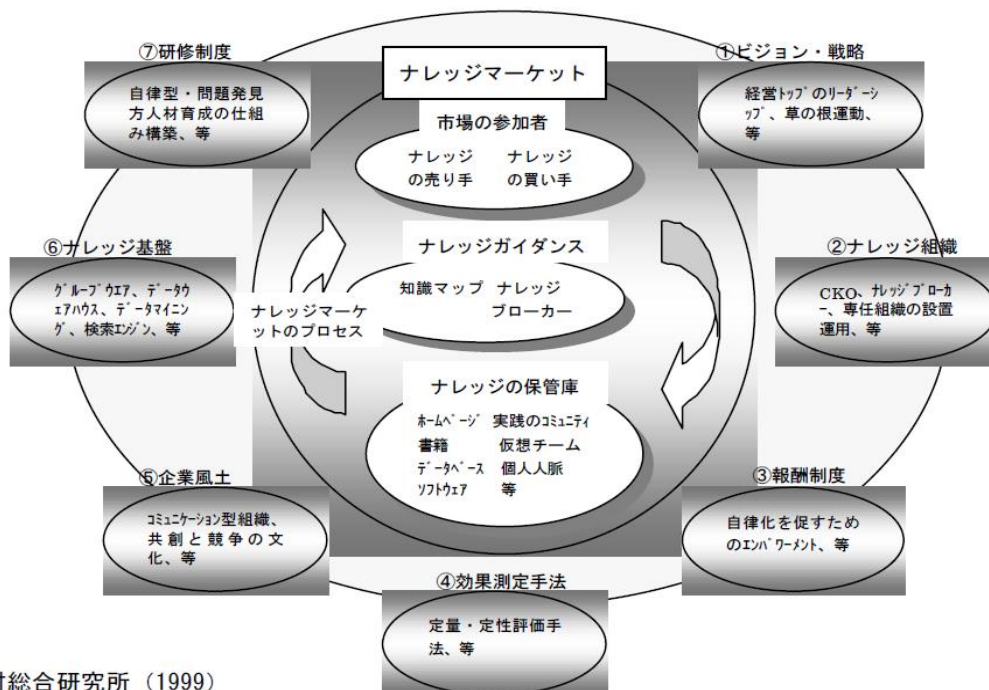 ⑦研修制度
自律型・問題発見
方人材育成の仕組
み構築、等
ナレッジマーケット
①ビジョン・戦略
経営ﾄｯﾌﾟのﾘｰﾀﾞｰｼ
ｯﾌﾟ、草の根運動、
等
市場の参加者
ナレッジ ナレッジ
の売り手 の買い手
⑥ナレッジ基盤
ｸﾞﾙｰﾌﾟｳｴｱ、ﾃﾞｰﾀｳ
ｪｱﾊｳｽ、ﾃﾞｰﾀﾏｲﾆﾝ
ｸﾞ、検索ｴﾝｼﾞﾝ、等
ナレッジマーケ
ットのプロセス
ナレッジガイダンス
知識マップ ナレッジ
ブローカー
②ナレッジ組織
CKO、ﾅﾚｯｼﾞﾌﾞﾛｰｶ
ｰ、専任組織の設置
運用、等
ナレッジの保管庫
ﾎｰﾑﾍﾟｰｼﾞ 実践のｺﾐｭﾆﾃｨ
書籍 仮想チーム
ﾃﾞｰﾀﾍﾞｰｽ 個人人脈
ｿﾌﾄｳｪｱ 等
⑤企業風土
ｺﾐｭﾆｹｰｼｮﾝ型組織、
共創と競争の文
化、等
③報酬制度
自律化を促すため
のｴﾝﾊﾟﾜｰﾒﾝﾄ、等
④効果測定手法
定量・定性評価手
法、等
総合研究所（1999）